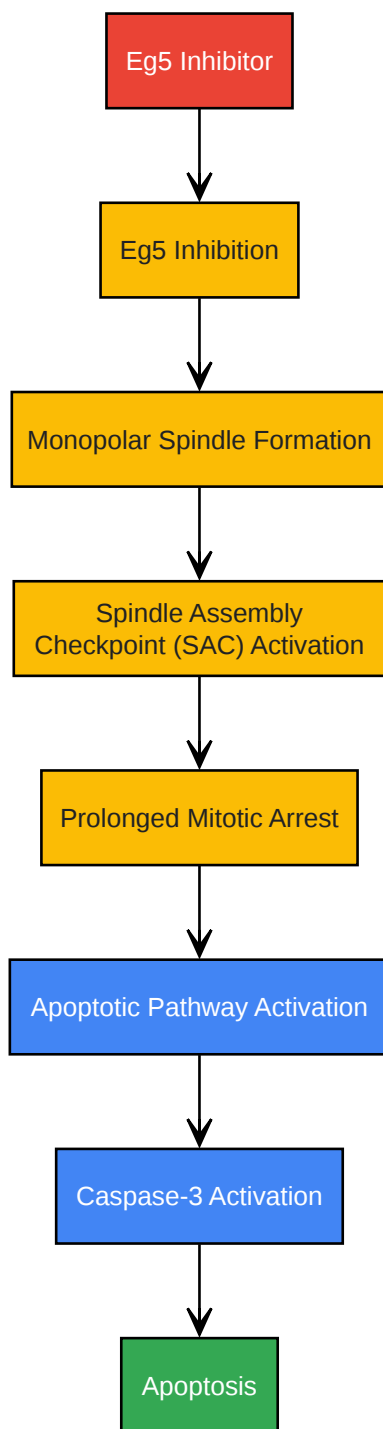 Eg5 Inhibitor
Eg5 Inhibition
Monopolar Spindle Formation
Spindle Assembly
Checkpoint (SAC) Activation
Prolonged Mitotic Arrest
Apoptotic Pathway Activation
Caspase-3 Activation
Apoptosis